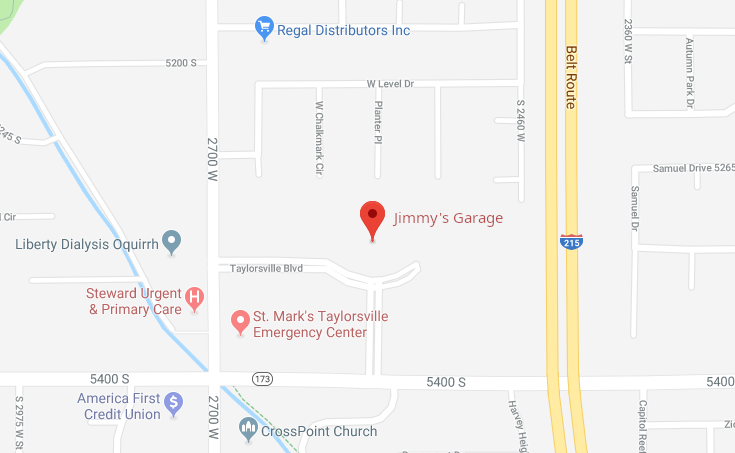 Regal Distributors Inc
5200 S
W Level Dr
2360 W St
Autumn Park Dr
Belt Route
S 2460 W
W Chalkmark Cir
Planter Pl
2700 W
245 S
Samuel Drive 5265
Samuel Dr
Cir
Jimmy's Garage
215
Liberty Dialysis Oquirrh
Taylorsville Blvd
Steward Urgent
& Primary Care
H
St. Mark's Taylorsville
Emergency Center
5400 S
173
5400 S
5400
America First
Credit Union
$
S 2975 W St
2700 W
CrossPoint Church
Harvey Heig
Capitol Reef